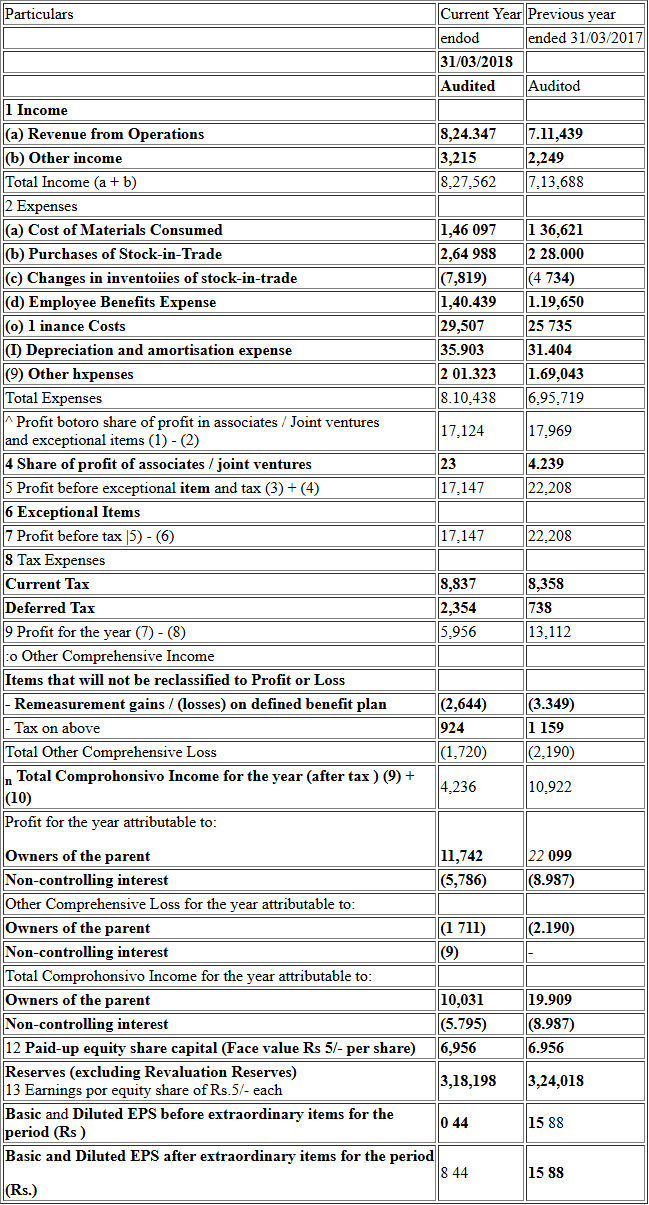 Particulars Current Year Previous year
endod ended 31/03/2017
31/03/2018
Audited Auditod
1 Income
(a) Revenue from Operations 8,24.347 7.11,439
(b) Other income 3,215 2,249
Total Income (a + b) 8,27,562 7,13,688
2 Expenses
(a) Cost of Materials Consumed 1,46 097 1 36,621
(b) Purchases of Stock-in-Trade 2,64 988 2 28.000
(c) Changes in inventoiies of stock-in-trade (7,819) (4 734)
(d) Employee Benefits Expense 1,40.439 1.19,650
(o) 1 inance Costs 29,507 25 735
(I) Depreciation and amortisation expense 35.903 31.404
(9) Other hxpenses 2 01.323 1.69,043
Total Expenses 8.10,438 6,95,719
^ Profit botoro share of profit in associates / Joint ventures
and exceptional items (1) - (2) 17,124 17,969
4 Share of profit of associates / joint ventures 23 4.239
5 Profit before exceptional item and tax (3) + (4) 17,147 22,208
6 Exceptional Items
7 Profit before tax |5) - (6) 17,147 22,208
8 Tax Expenses
Current Tax 8,837 8,358
Deferred Tax 2,354 738
9 Profit for the year (7) - (8) 5,956 13,112
:o Other Comprehensive Income
Items that will not be reclassified to Profit or Loss
- Remeasurement gains / (losses) on defined benefit plan (2,644) (3.349)
- Tax on above 924 1 159
Total Other Comprehensive Loss (1,720) (2,190)
n Total Comprohonsivo Income for the year (after tax ) (9) +
(10) 4,236 10,922
Profit for the year attributable to:
Owners of the parent 11,742 22 099
Non-controlling interest (5,786) (8.987)
Other Comprehensive Loss for the year attributable to:
Owners of the parent (1 711) (2.190)
Non-controlling interest (9) -
Total Comprohonsivo Income for the year attributable to:
Owners of the parent 10,031 19.909
Non-controlling interest (5.795) (8.987)
12 Paid-up equity share capital (Face value Rs 5/- per share) 6,956 6.956
Reserves (excluding Revaluation Reserves)
13 Earnings por equity share of Rs.5/- each 3,18,198 3,24,018
Basic and Diluted EPS before extraordinary items for the
period (Rs ) 0 44 15 88
Basic and Diluted EPS after extraordinary items for the period
(Rs.) 8 44 15 88